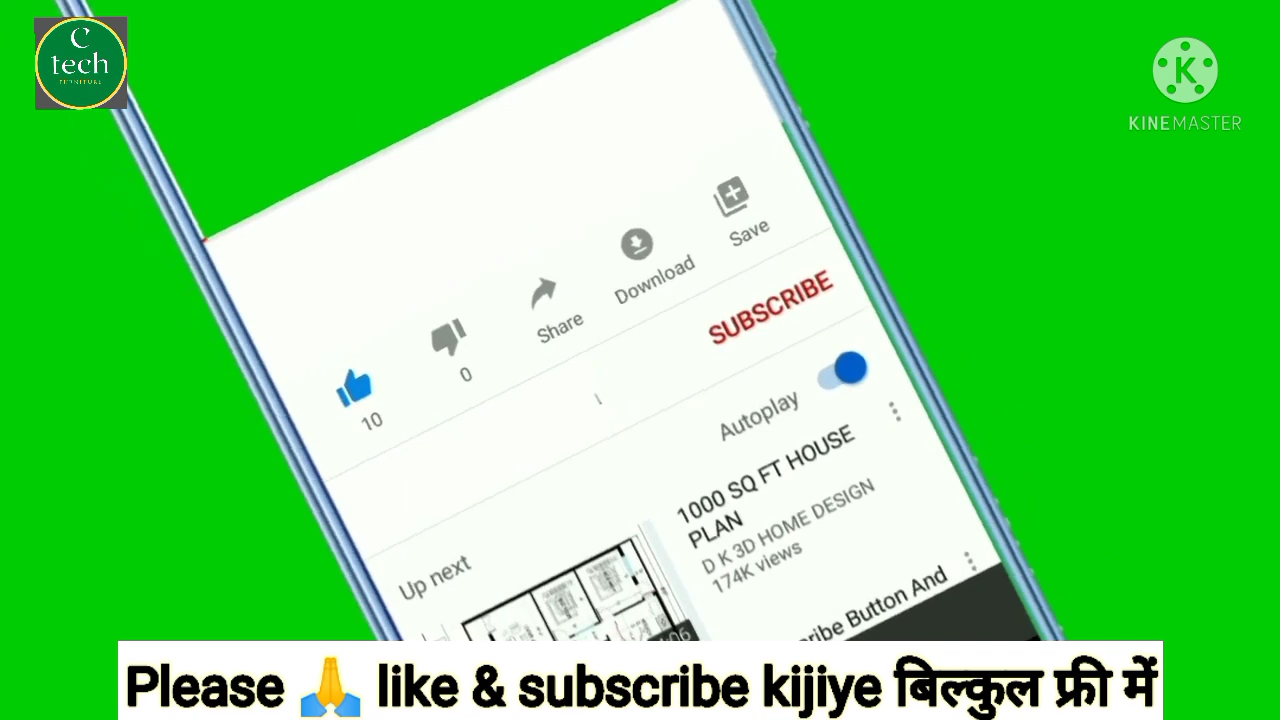 C
tech
FURNITURE
KINEMASTER
Save
Download
Share
0
10
SUBSCRIBE
Autoplay
1000 SQ FT HOUSE
PLAN
D K 3D HOME DESIGN
174K views
Up next
Button And
Please 🙏 like & subscribe kijiye बिल्कुल फ्री में